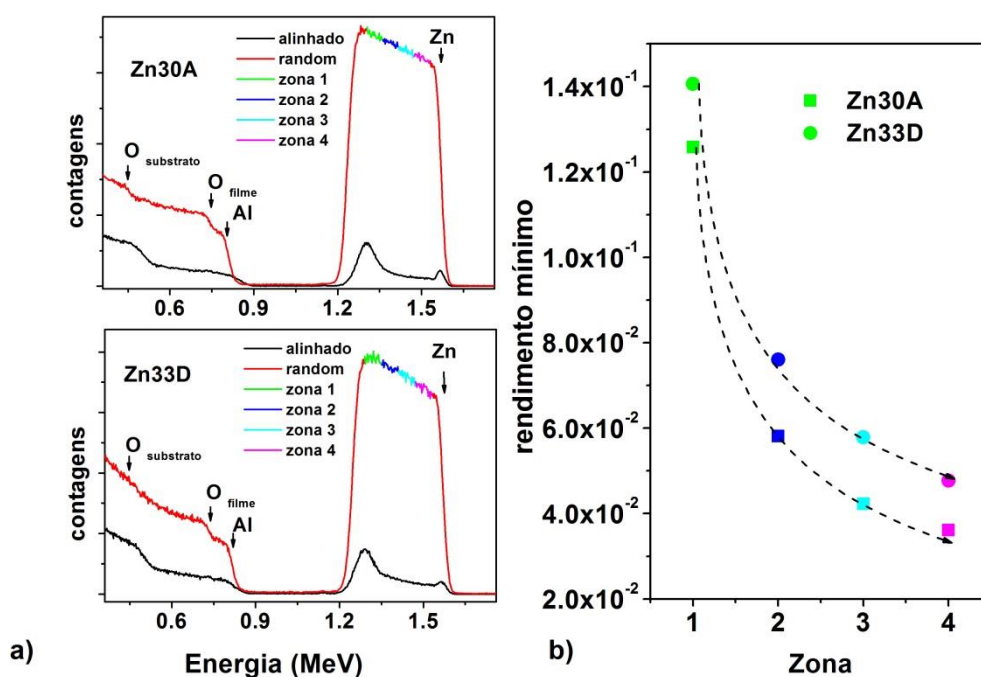 Zn30A
alinhado
random
zona 1
zona 2
zona 3
zona 4
Zn
O substrato
O filme
Al
contagens
0.6 0.9 1.2 1.5
Zn33D
alinhado
random
zona 1
zona 2
zona 3
zona 4
Zn
O substrato
O filme
Al
contagens
0.6 0.9 1.2 1.5
a) Energia (MeV)
Zn30A
Zn33D
rendimento mínimo
1.4x10⁻¹
1.2x10⁻¹
1.0x10⁻¹
8.0x10⁻²
6.0x10⁻²
4.0x10⁻²
2.0x10⁻²
1 2 3 4
b) Zona